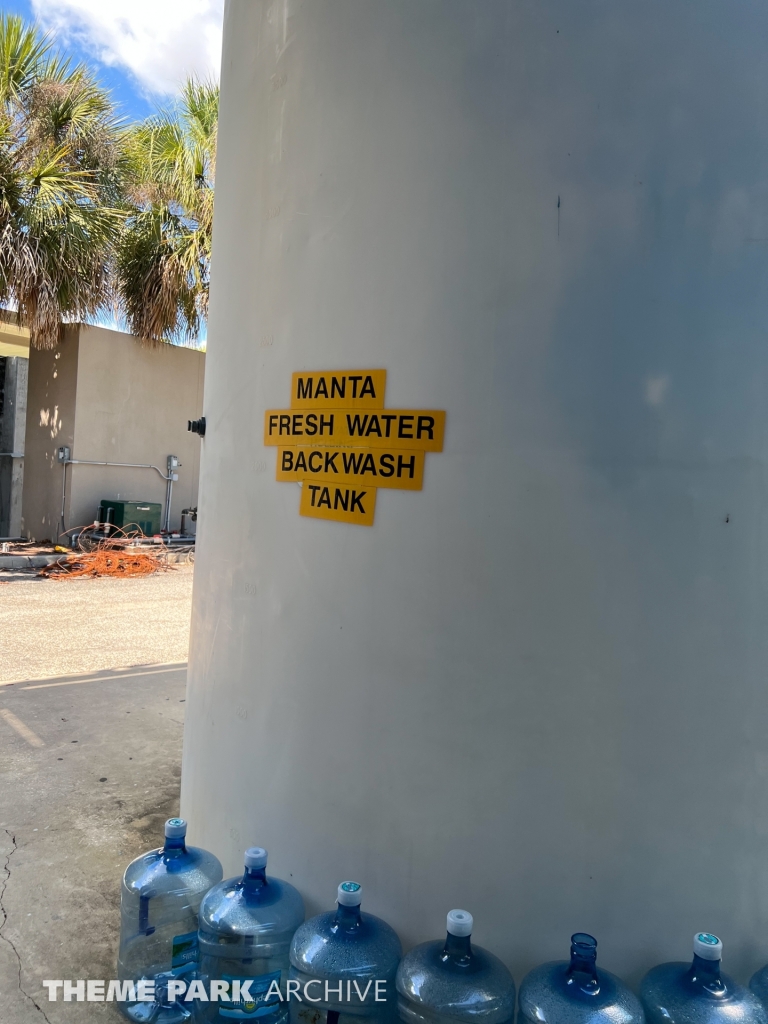 MANTA
FRESH WATER
BACKWASH
TANK
THEME PARK ARCHIVE